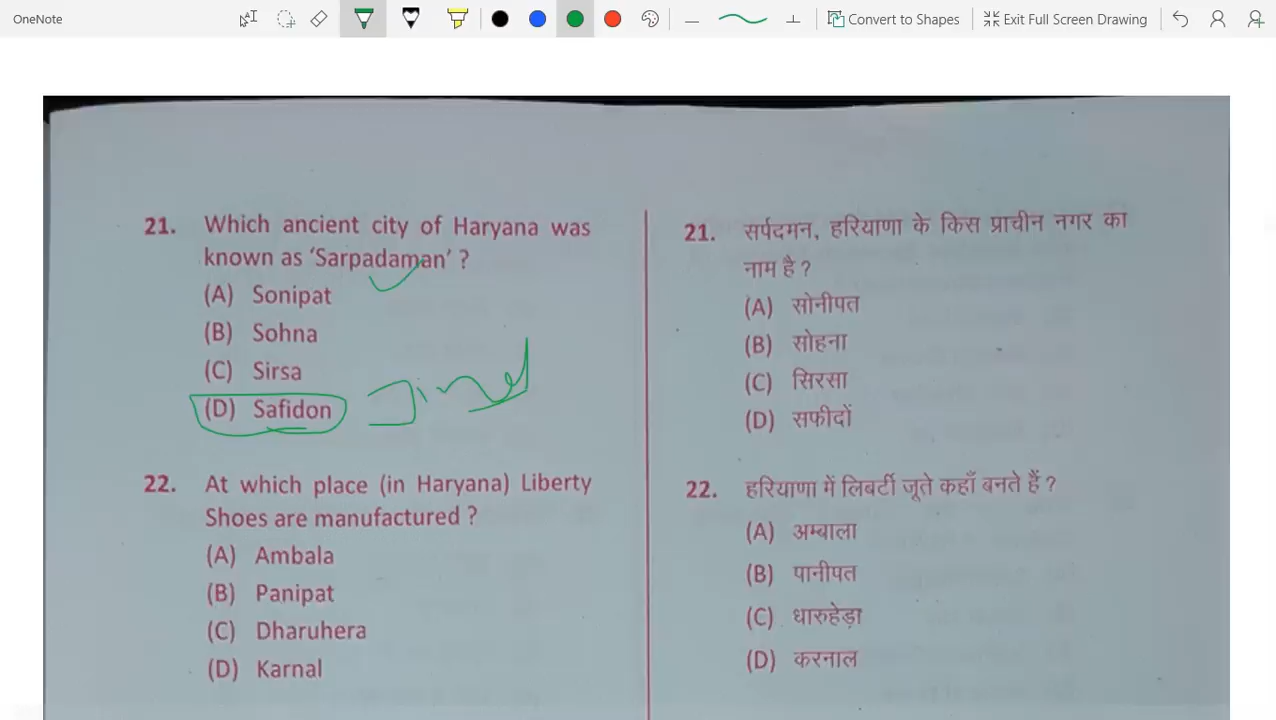 OneNote
Convert to Shapes
Exit Full Screen Drawing
21. Which ancient city of Haryana was
known as ‘Sarpadaman’ ?
(A) Sonipat
(B) Sohna
(C) Sirsa
(D) Safidon
Jind
22. At which place (in Haryana) Liberty
Shoes are manufactured ?
(A) Ambala
(B) Panipat
(C) Dharuhera
(D) Karnal
21. सर्पदमन, हरियाणा के किस प्राचीन नगर का
नाम है ?
(A) सोनीपत
(B) सोहना
(C) सिरसा
(D) सफीदों
22. हरियाणा में लिबर्टी जूते कहाँ बनते हैं ?
(A) अम्बाला
(B) पानीपत
(C) धारुहेड़ा
(D) करनाल